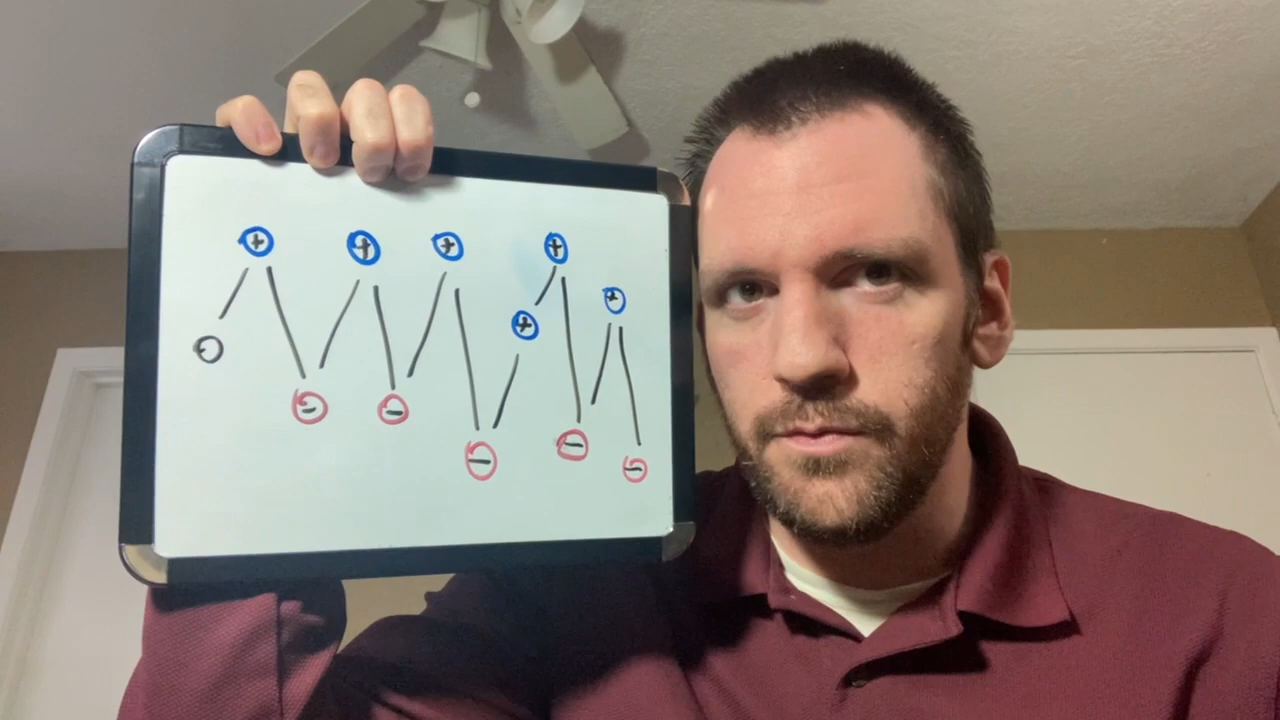 + + + +
+ +
- -
- - -